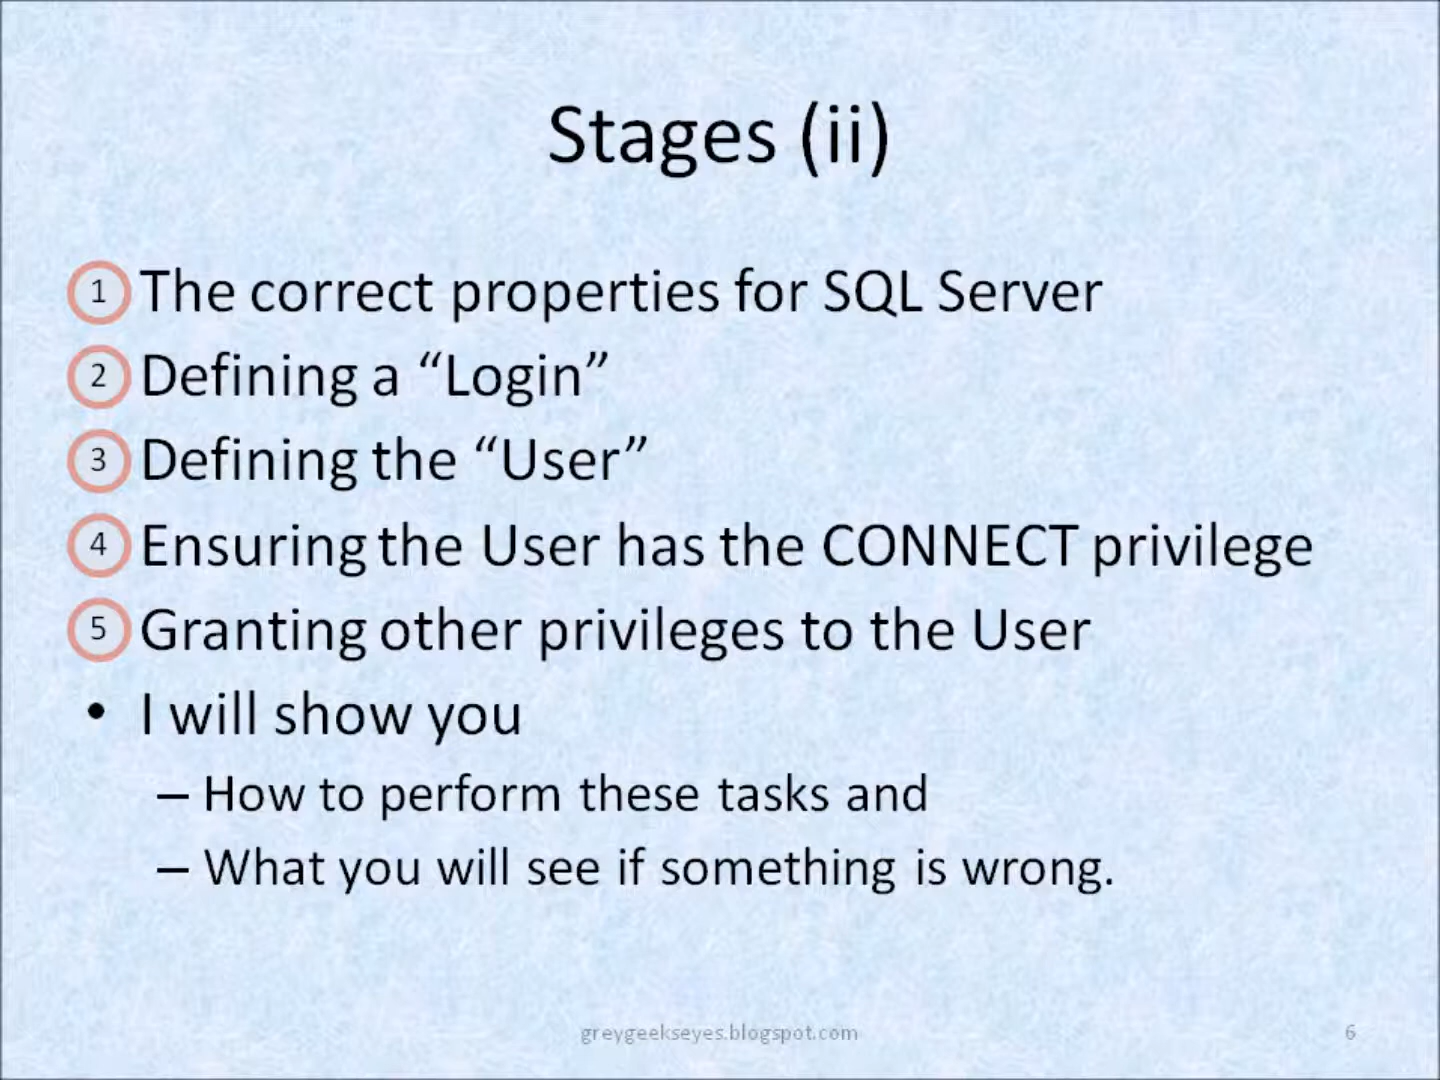 Stages (ii)
1 The correct properties for SQL Server
2 Defining a “Login”
3 Defining the “User”
4 Ensuring the User has the CONNECT privilege
5 Granting other privileges to the User
• I will show you
– How to perform these tasks and
– What you will see if something is wrong.
greygeekseyes.blogspot.com
6